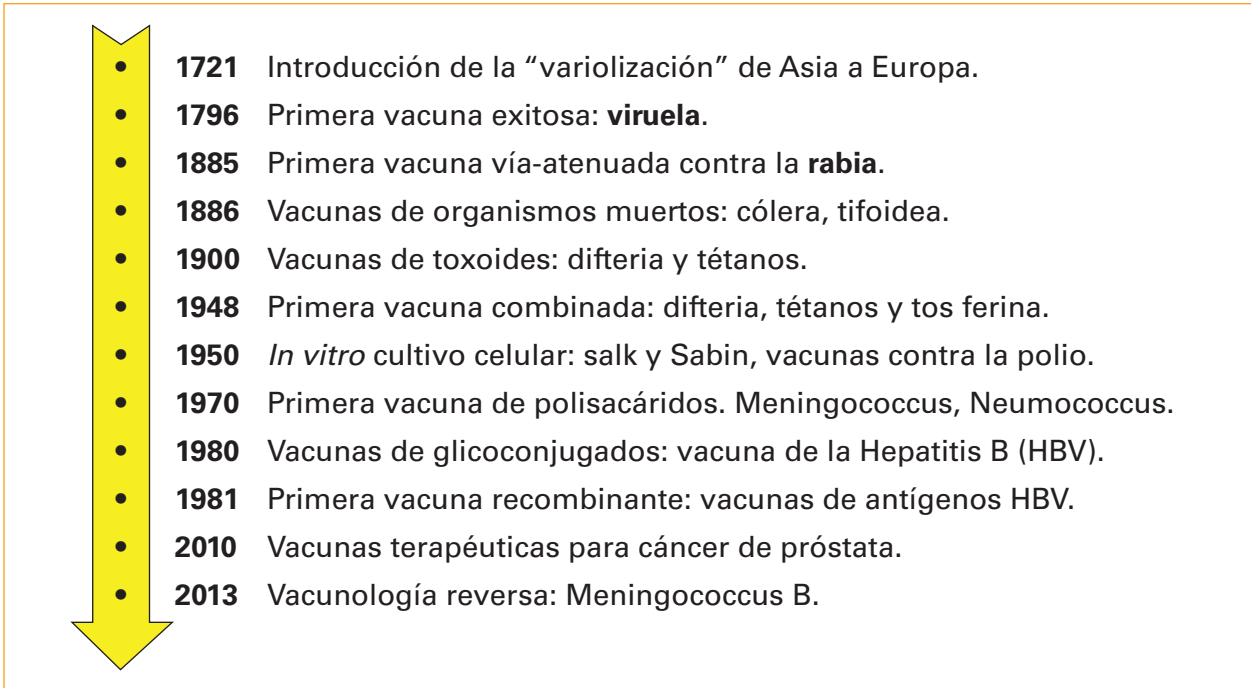 1721 Introducción de la “variolización” de Asia a Europa.
1796 Primera vacuna exitosa: viruela.
1885 Primera vacuna vía-atenuada contra la rabia.
1886 Vacunas de organismos muertos: cólera, tifoidea.
1900 Vacunas de toxoides: difteria y tétanos.
1948 Primera vacuna combinada: difteria, tétanos y tos ferina.
1950 In vitro cultivo celular: salk y Sabin, vacunas contra la polio.
1970 Primera vacuna de polisacáridos. Meningococcus, Neumococcus.
1980 Vacunas de glicoconjugados: vacuna de la Hepatitis B (HBV).
1981 Primera vacuna recombinante: vacunas de antígenos HBV.
2010 Vacunas terapéuticas para cáncer de próstata.
2013 Vacunología reversa: Meningococcus B.